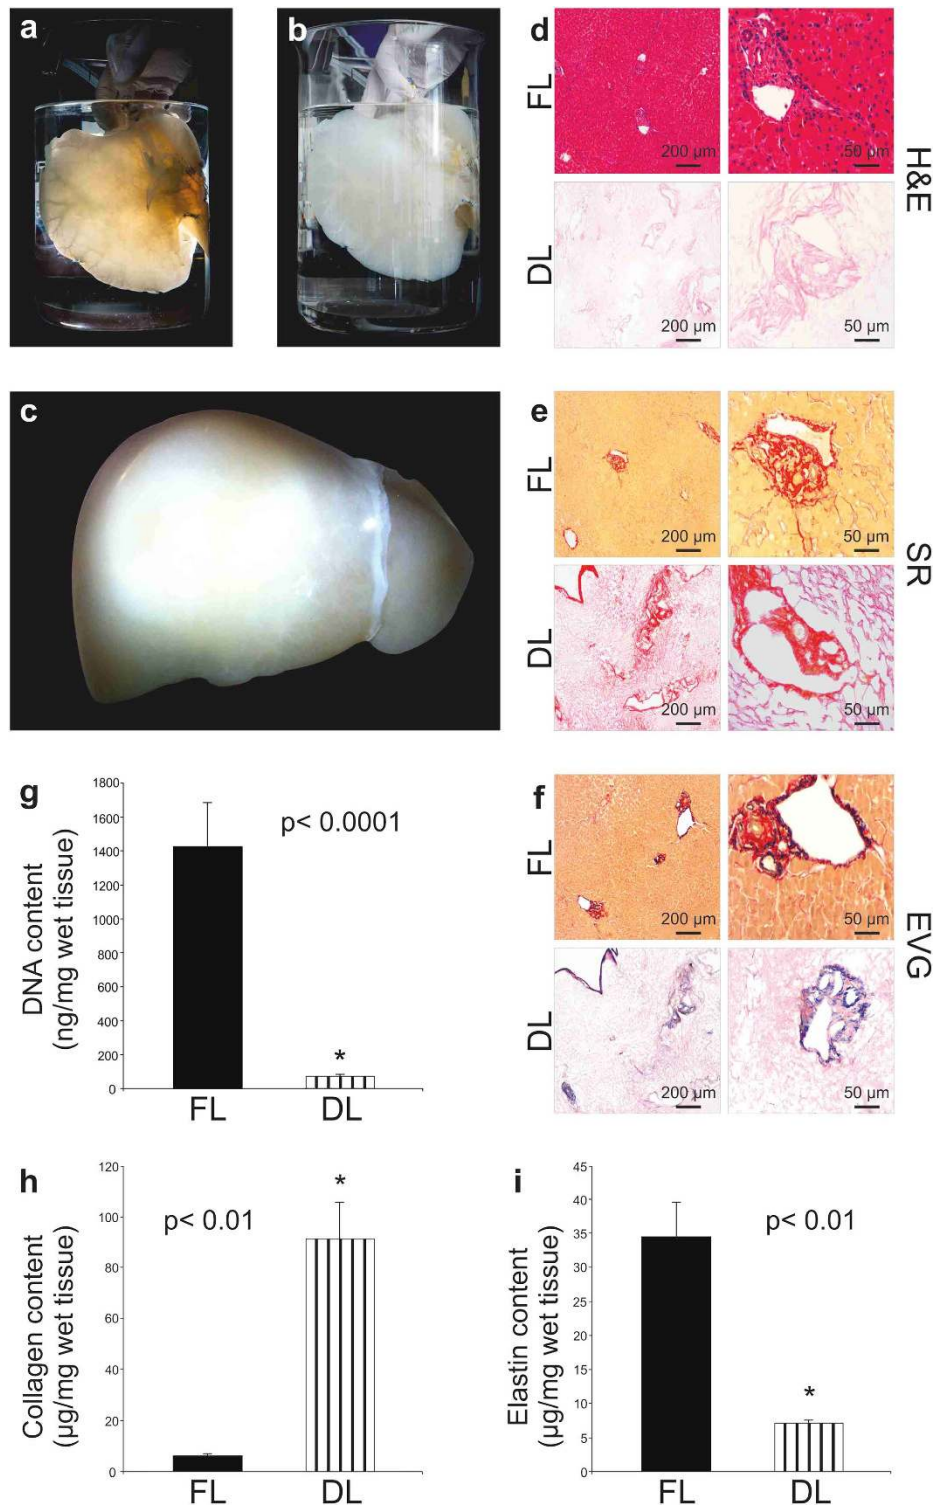 a
b
d
FL
200 µm
50 µm
DL
200 µm
50 µm
H&E
c
e
FL
200 µm
50 µm
DL
200 µm
50 µm
SR
g
1800
1600
1400
1200
1000
800
600
400
200
0
DNA content
(ng/mg wet tissue)
p< 0.0001
*
FL
DL
f
FL
200 µm
50 µm
DL
200 µm
50 µm
EVG
h
120
100
80
60
40
20
0
Collagen content
(µg/mg wet tissue)
p< 0.01
*
FL
DL
i
45
40
35
30
25
20
15
10
5
0
Elastin content
(µg/mg wet tissue)
p< 0.01
*
FL
DL